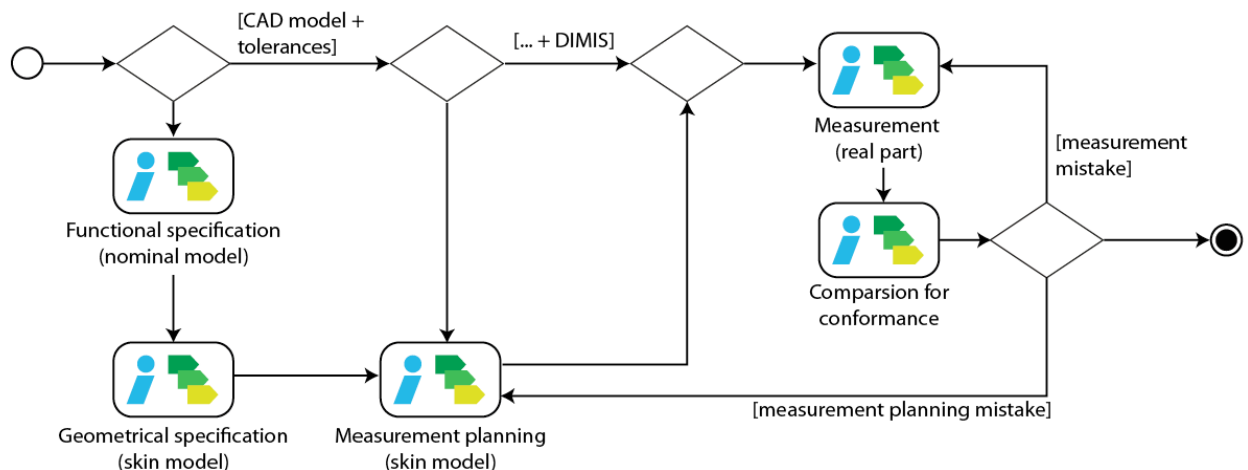 [CAD model +
tolerances]
[... + DIMIS]
Measurement
(real part)
[measurement
mistake]
Functional specification
(nominal model)
Comparsion for
conformance
[measurement planning mistake]
Geometrical specification
(skin model)
Measurement planning
(skin model)